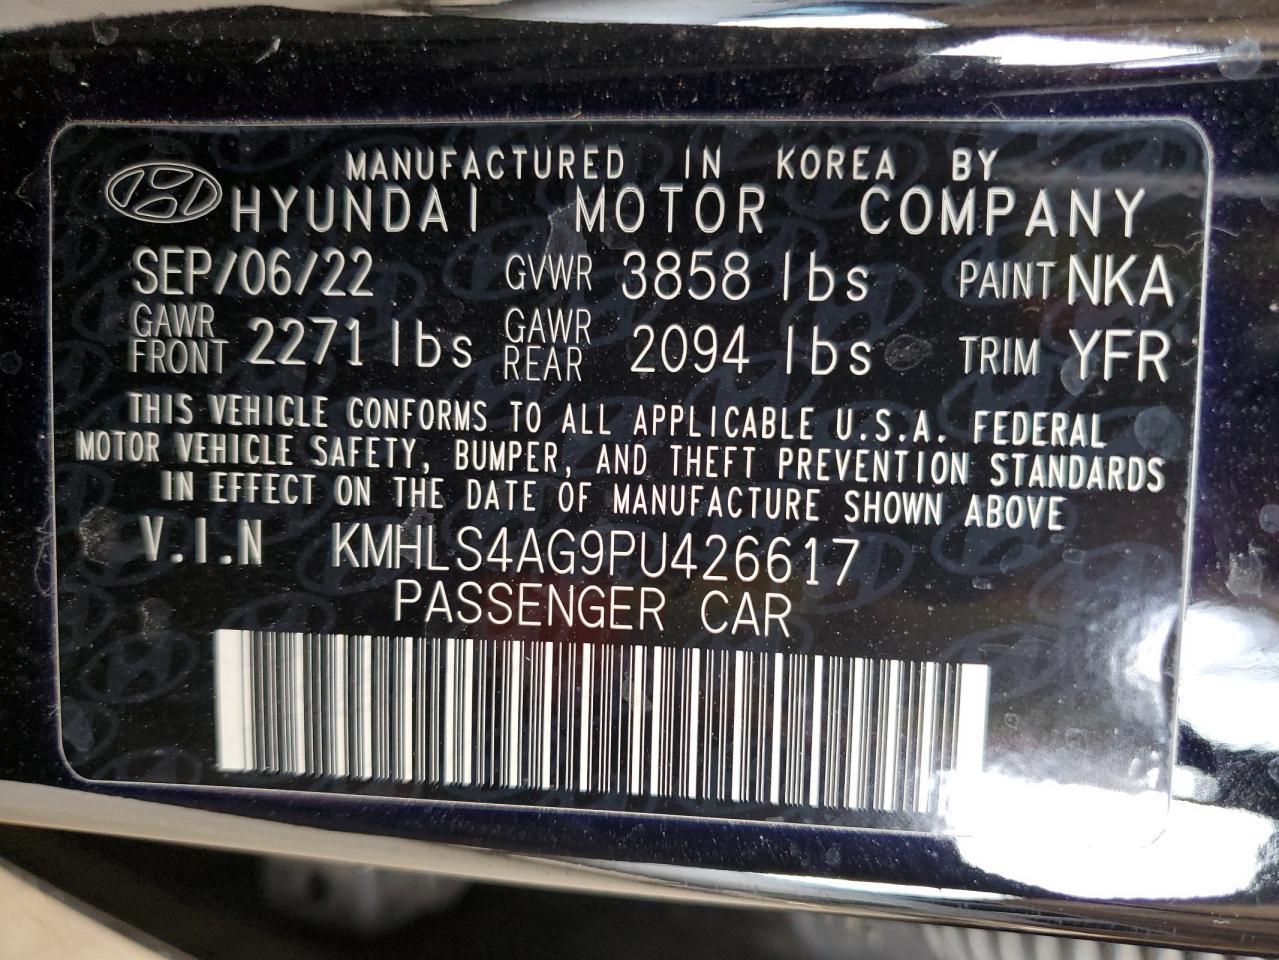 MANUFACTURED IN KOREA BY
HYUNDAI MOTOR COMPANY
SEP/06/22 GVWR 3858 lbs PAINT NKA
GAWR FRONT 2271 lbs GAWR REAR 2094 lbs TRIM YFR
THIS VEHICLE CONFORMS TO ALL APPLICABLE U.S.A. FEDERAL
MOTOR VEHICLE SAFETY, BUMPER, AND THEFT PREVENTION STANDARDS
IN EFFECT ON THE DATE OF MANUFACTURE SHOWN ABOVE
V.I.N KMHLS4AG9PU426617
PASSENGER CAR